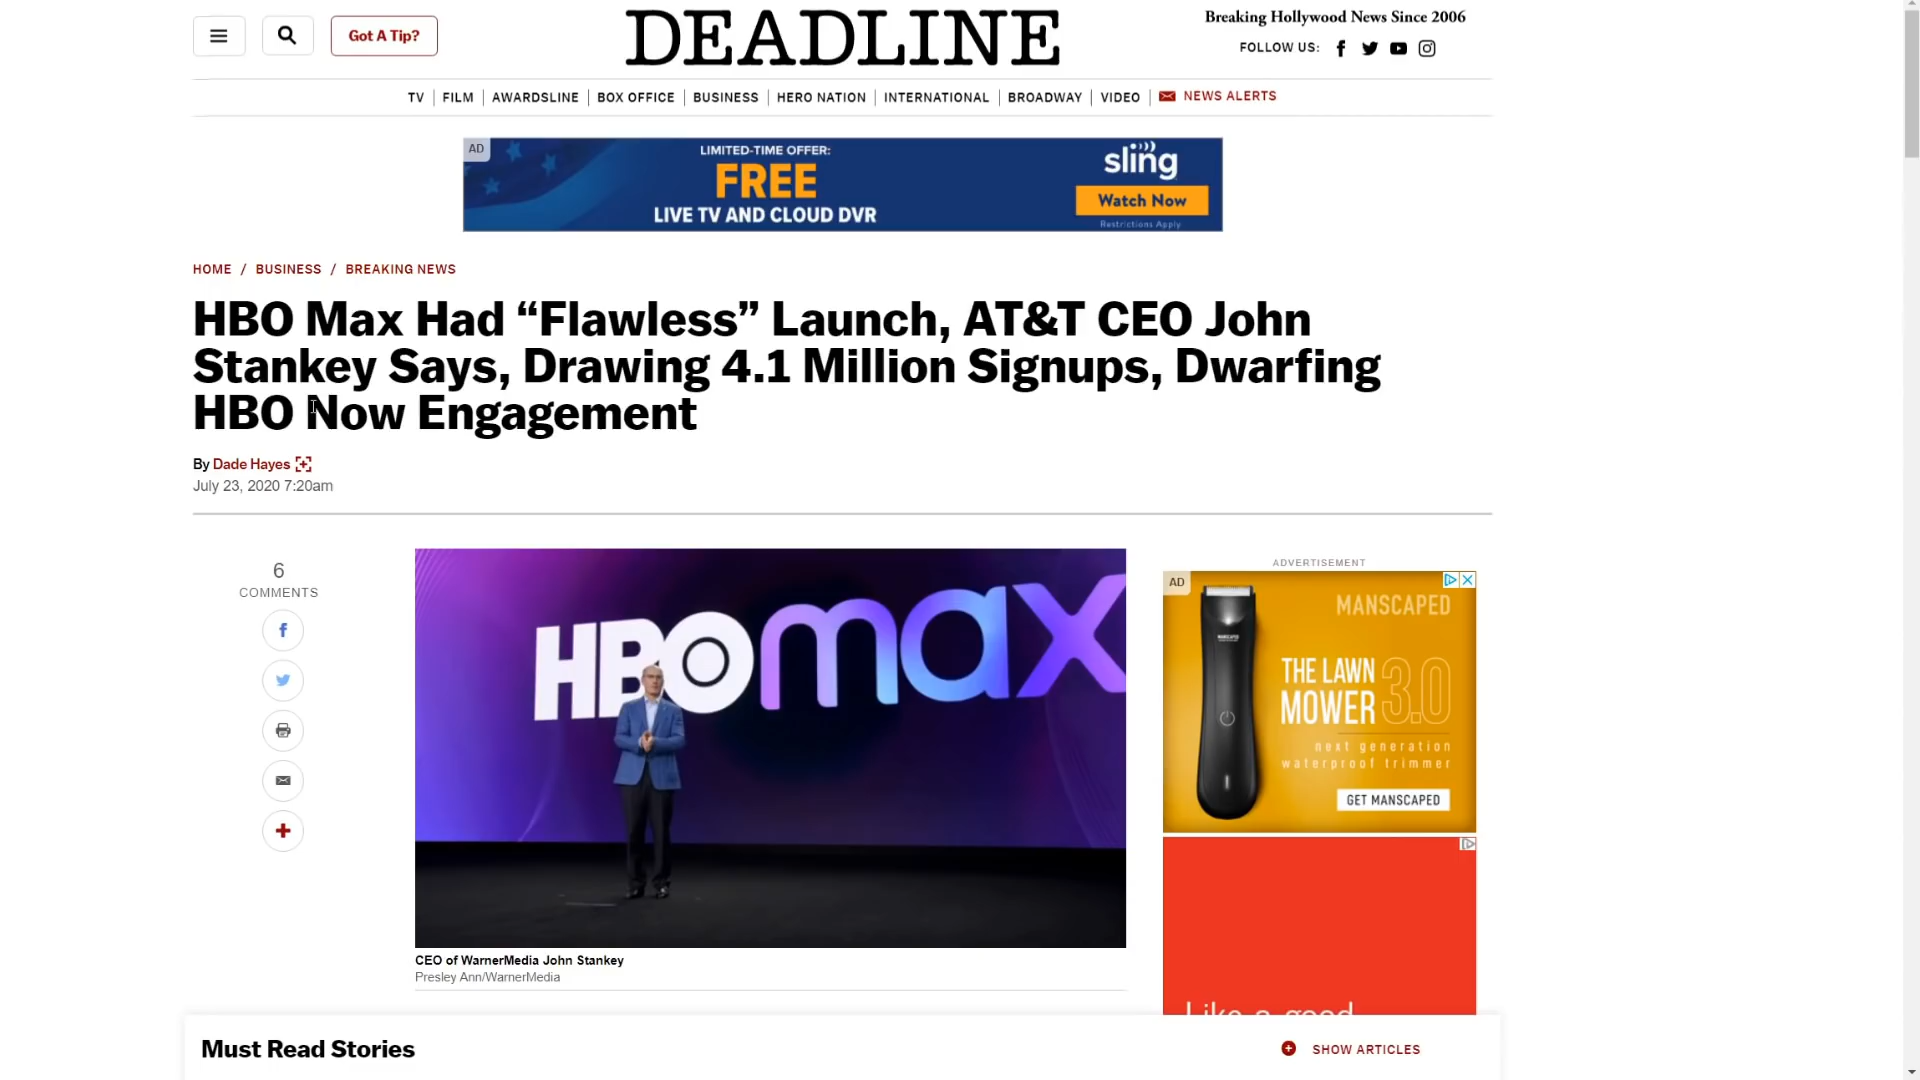 Got A Tip?
DEADLINE
Breaking Hollywood News Since 2006
FOLLOW US:
TV | FILM | AWARDSLINE | BOX OFFICE | BUSINESS | HERO NATION | INTERNATIONAL | BROADWAY | VIDEO | NEWS ALERTS
AD
LIMITED-TIME OFFER:
FREE
LIVE TV AND CLOUD DVR
sling
Watch Now
Restrictions Apply
HOME / BUSINESS / BREAKING NEWS
HBO Max Had “Flawless” Launch, AT&T CEO John
Stankey Says, Drawing 4.1 Million Signups, Dwarfing
HBO Now Engagement
By Dade Hayes
July 23, 2020 7:20am
6
COMMENTS
HBO max
CEO of WarnerMedia John Stankey
Presley Ann/WarnerMedia
ADVERTISEMENT
AD
MANSCAPED
MANSCAPED
THE LAWN
MOWER 3.0
next generation
waterproof trimmer
GET MANSCAPED
Like a good
Must Read Stories
SHOW ARTICLES